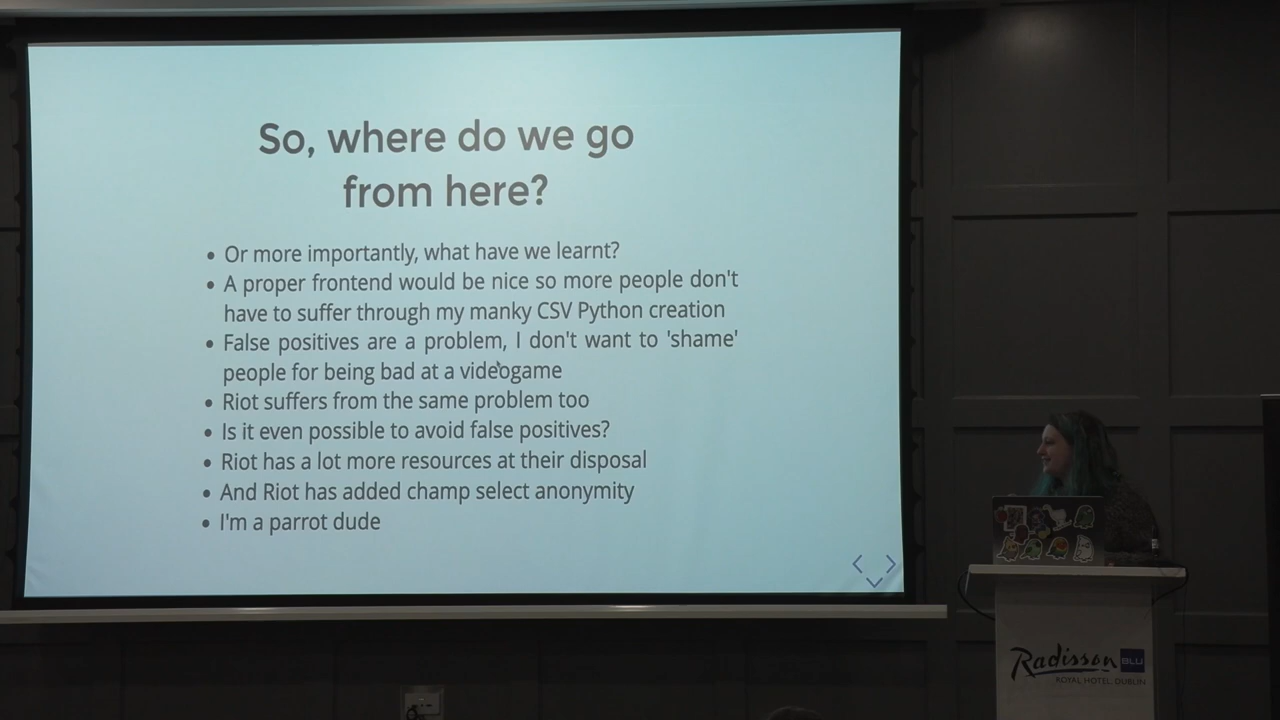 So, where do we go
from here?
• Or more importantly, what have we learnt?
• A proper frontend would be nice so more people don't
have to suffer through my manky CSV Python creation
• False positives are a problem, I don't want to 'shame'
people for being bad at a videogame
• Riot suffers from the same problem too
• Is it even possible to avoid false positives?
• Riot has a lot more resources at their disposal
• And Riot has added champ select anonymity
• I'm a parrot dude
Radisson BLU
ROYAL HOTEL, DUBLIN